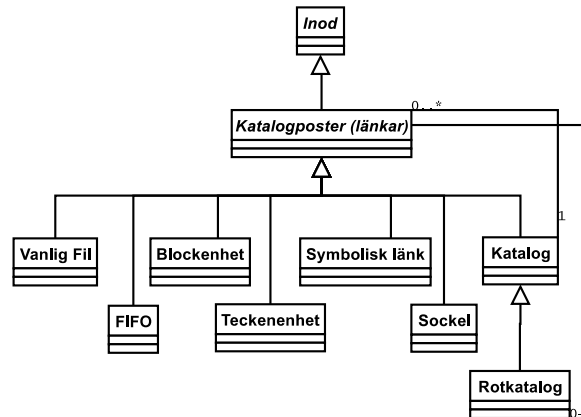 Inod
0..*
Katalogposter (länkar)
1
Vanlig Fil
Blockenhet
Symbolisk länk
Katalog
FIFO
Teckenenhet
Sockel
Rotkatalog